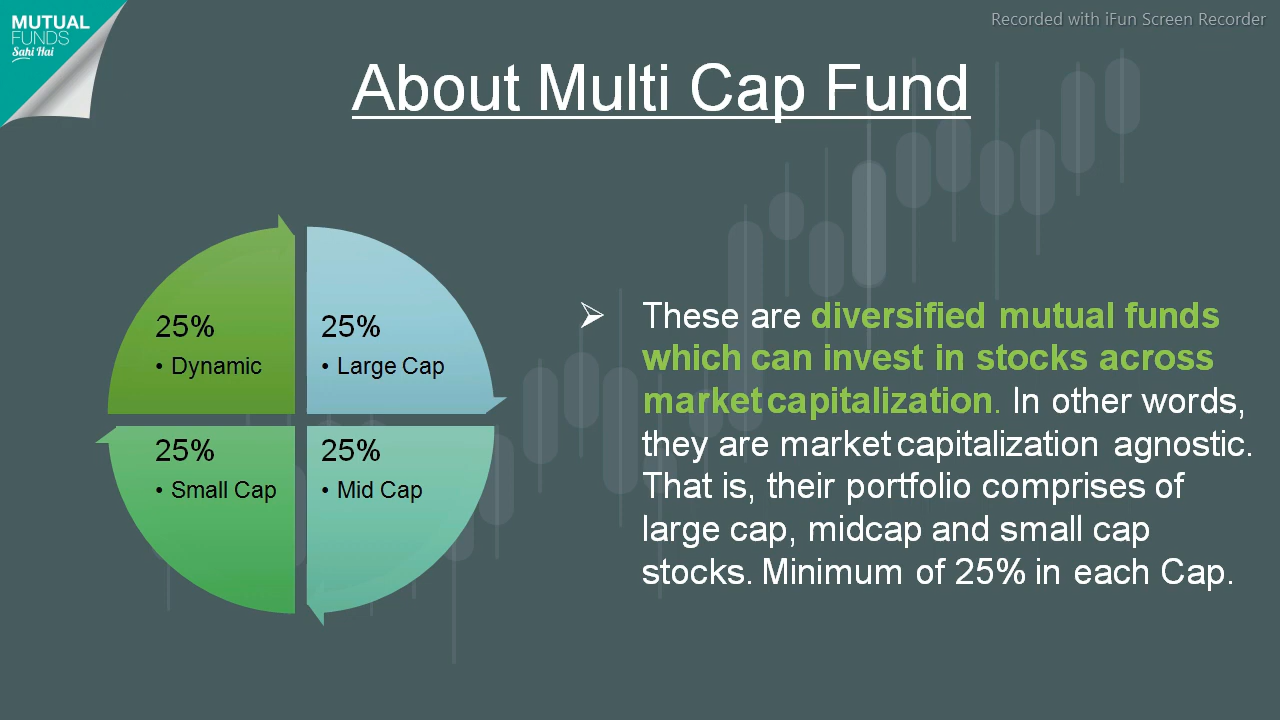 MUTUAL
FUNDS
Sahi Hai
Recorded with iFun Screen Recorder
About Multi Cap Fund
25%
• Dynamic
25%
• Large Cap
25%
• Small Cap
25%
• Mid Cap
➢ These are diversified mutual funds
which can invest in stocks across
market capitalization. In other words,
they are market capitalization agnostic.
That is, their portfolio comprises of
large cap, midcap and small cap
stocks. Minimum of 25% in each Cap.